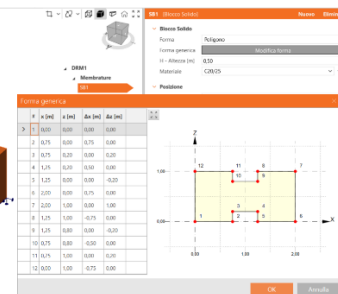 SB1 (Blocco Solido) Nuovo Elimin
Blocco Solido
Forma Poligono
Forma generica Modifica forma
H - Altezza [m] 0,50
Materiale C20/25
Posizione
DRM1
Membrature
SB1
Forma generica
# x [m] z [m] Δx [m] Δz [m]
1 0,00 0,00 0,00 0,00
2 0,75 0,00 0,75 0,00
3 0,75 0,20 0,00 0,20
4 1,25 0,20 0,50 0,00
5 1,25 0,00 0,00 -0,20
6 2,00 0,00 0,75 0,00
7 2,00 1,00 0,00 1,00
8 1,25 1,00 -0,75 0,00
9 1,25 0,80 0,00 -0,20
10 0,75 0,80 -0,50 0,00
11 0,75 1,00 0,00 0,20
12 0,00 1,00 -0,75 0,00
Z
12 11 8 7
1,00
10 9
3 4
1 2 5 6
0,00
X
0,00 1,00 2,00
OK Annulla